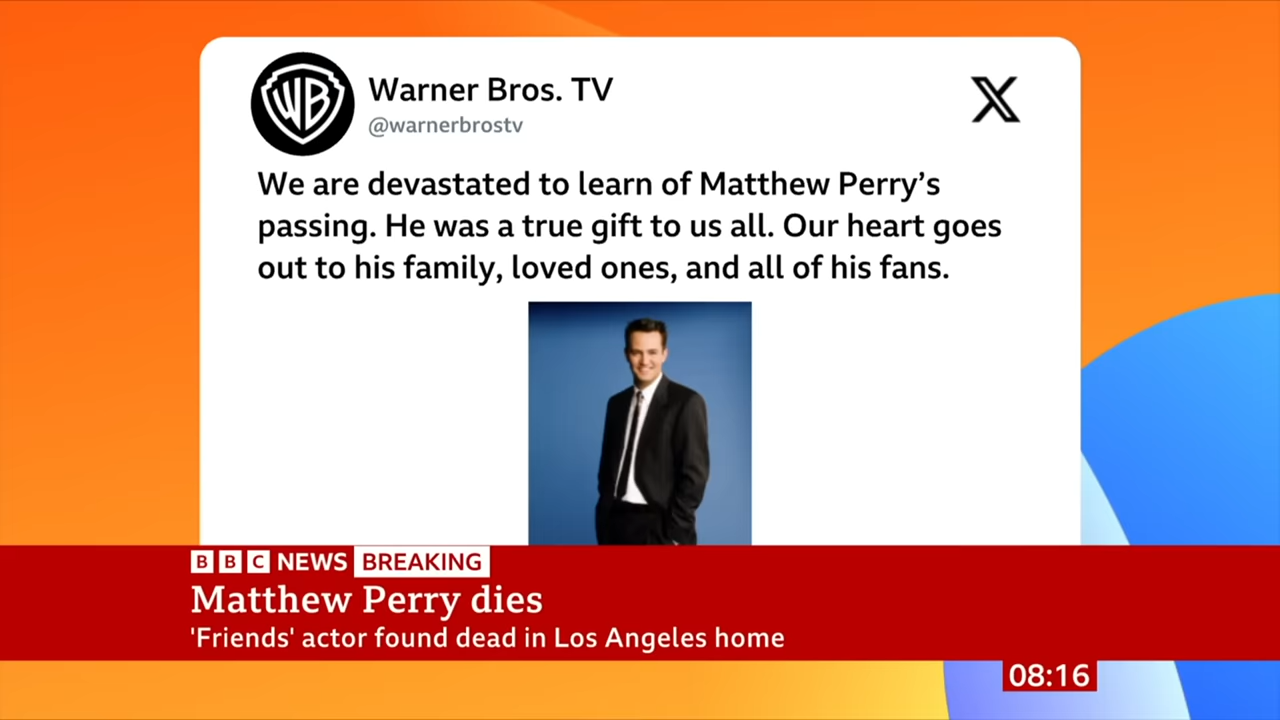 WB
Warner Bros. TV
@warnerbrostv
X
We are devastated to learn of Matthew Perry’s
passing. He was a true gift to us all. Our heart goes
out to his family, loved ones, and all of his fans.
BBC NEWS BREAKING
Matthew Perry dies
'Friends' actor found dead in Los Angeles home
08:16